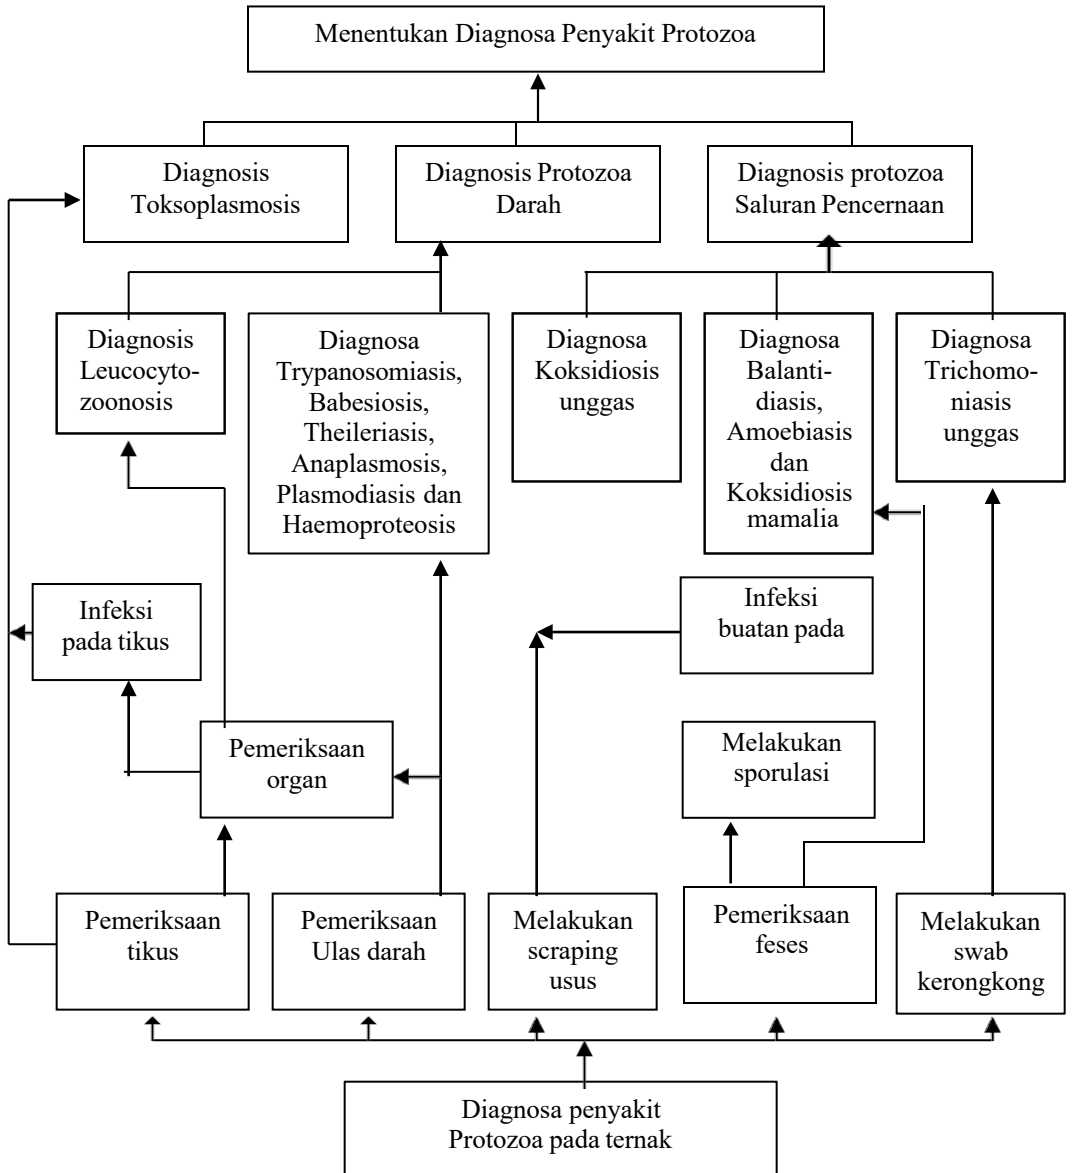 Menentukan Diagnosa Penyakit Protozoa
Diagnosis
Toksoplasmosis
Diagnosis Protozoa
Darah
Diagnosis protozoa
Saluran Pencernaan
Diagnosis
Leucocyto-
zoonosis
Diagnosa
Trypanosomiasis,
Babesiosis,
Theileriasis,
Anaplasmosis,
Plasmodiasis dan
Haemoproteosis
Diagnosa
Koksidiosis
unggas
Diagnosa
Balanti-
diasis,
Amoebiasis
dan
Koksidiosis
mamalia
Diagnosa
Trichomo-
niasis
unggas
Infeksi
pada tikus
Infeksi
buatan pada
Pemeriksaan
organ
Melakukan
sporulasi
Pemeriksaan
tikus
Pemeriksaan
Ulas darah
Melakukan
scraping
usus
Pemeriksaan
feses
Melakukan
swab
kerongkong
Diagnosa penyakit
Protozoa pada ternak